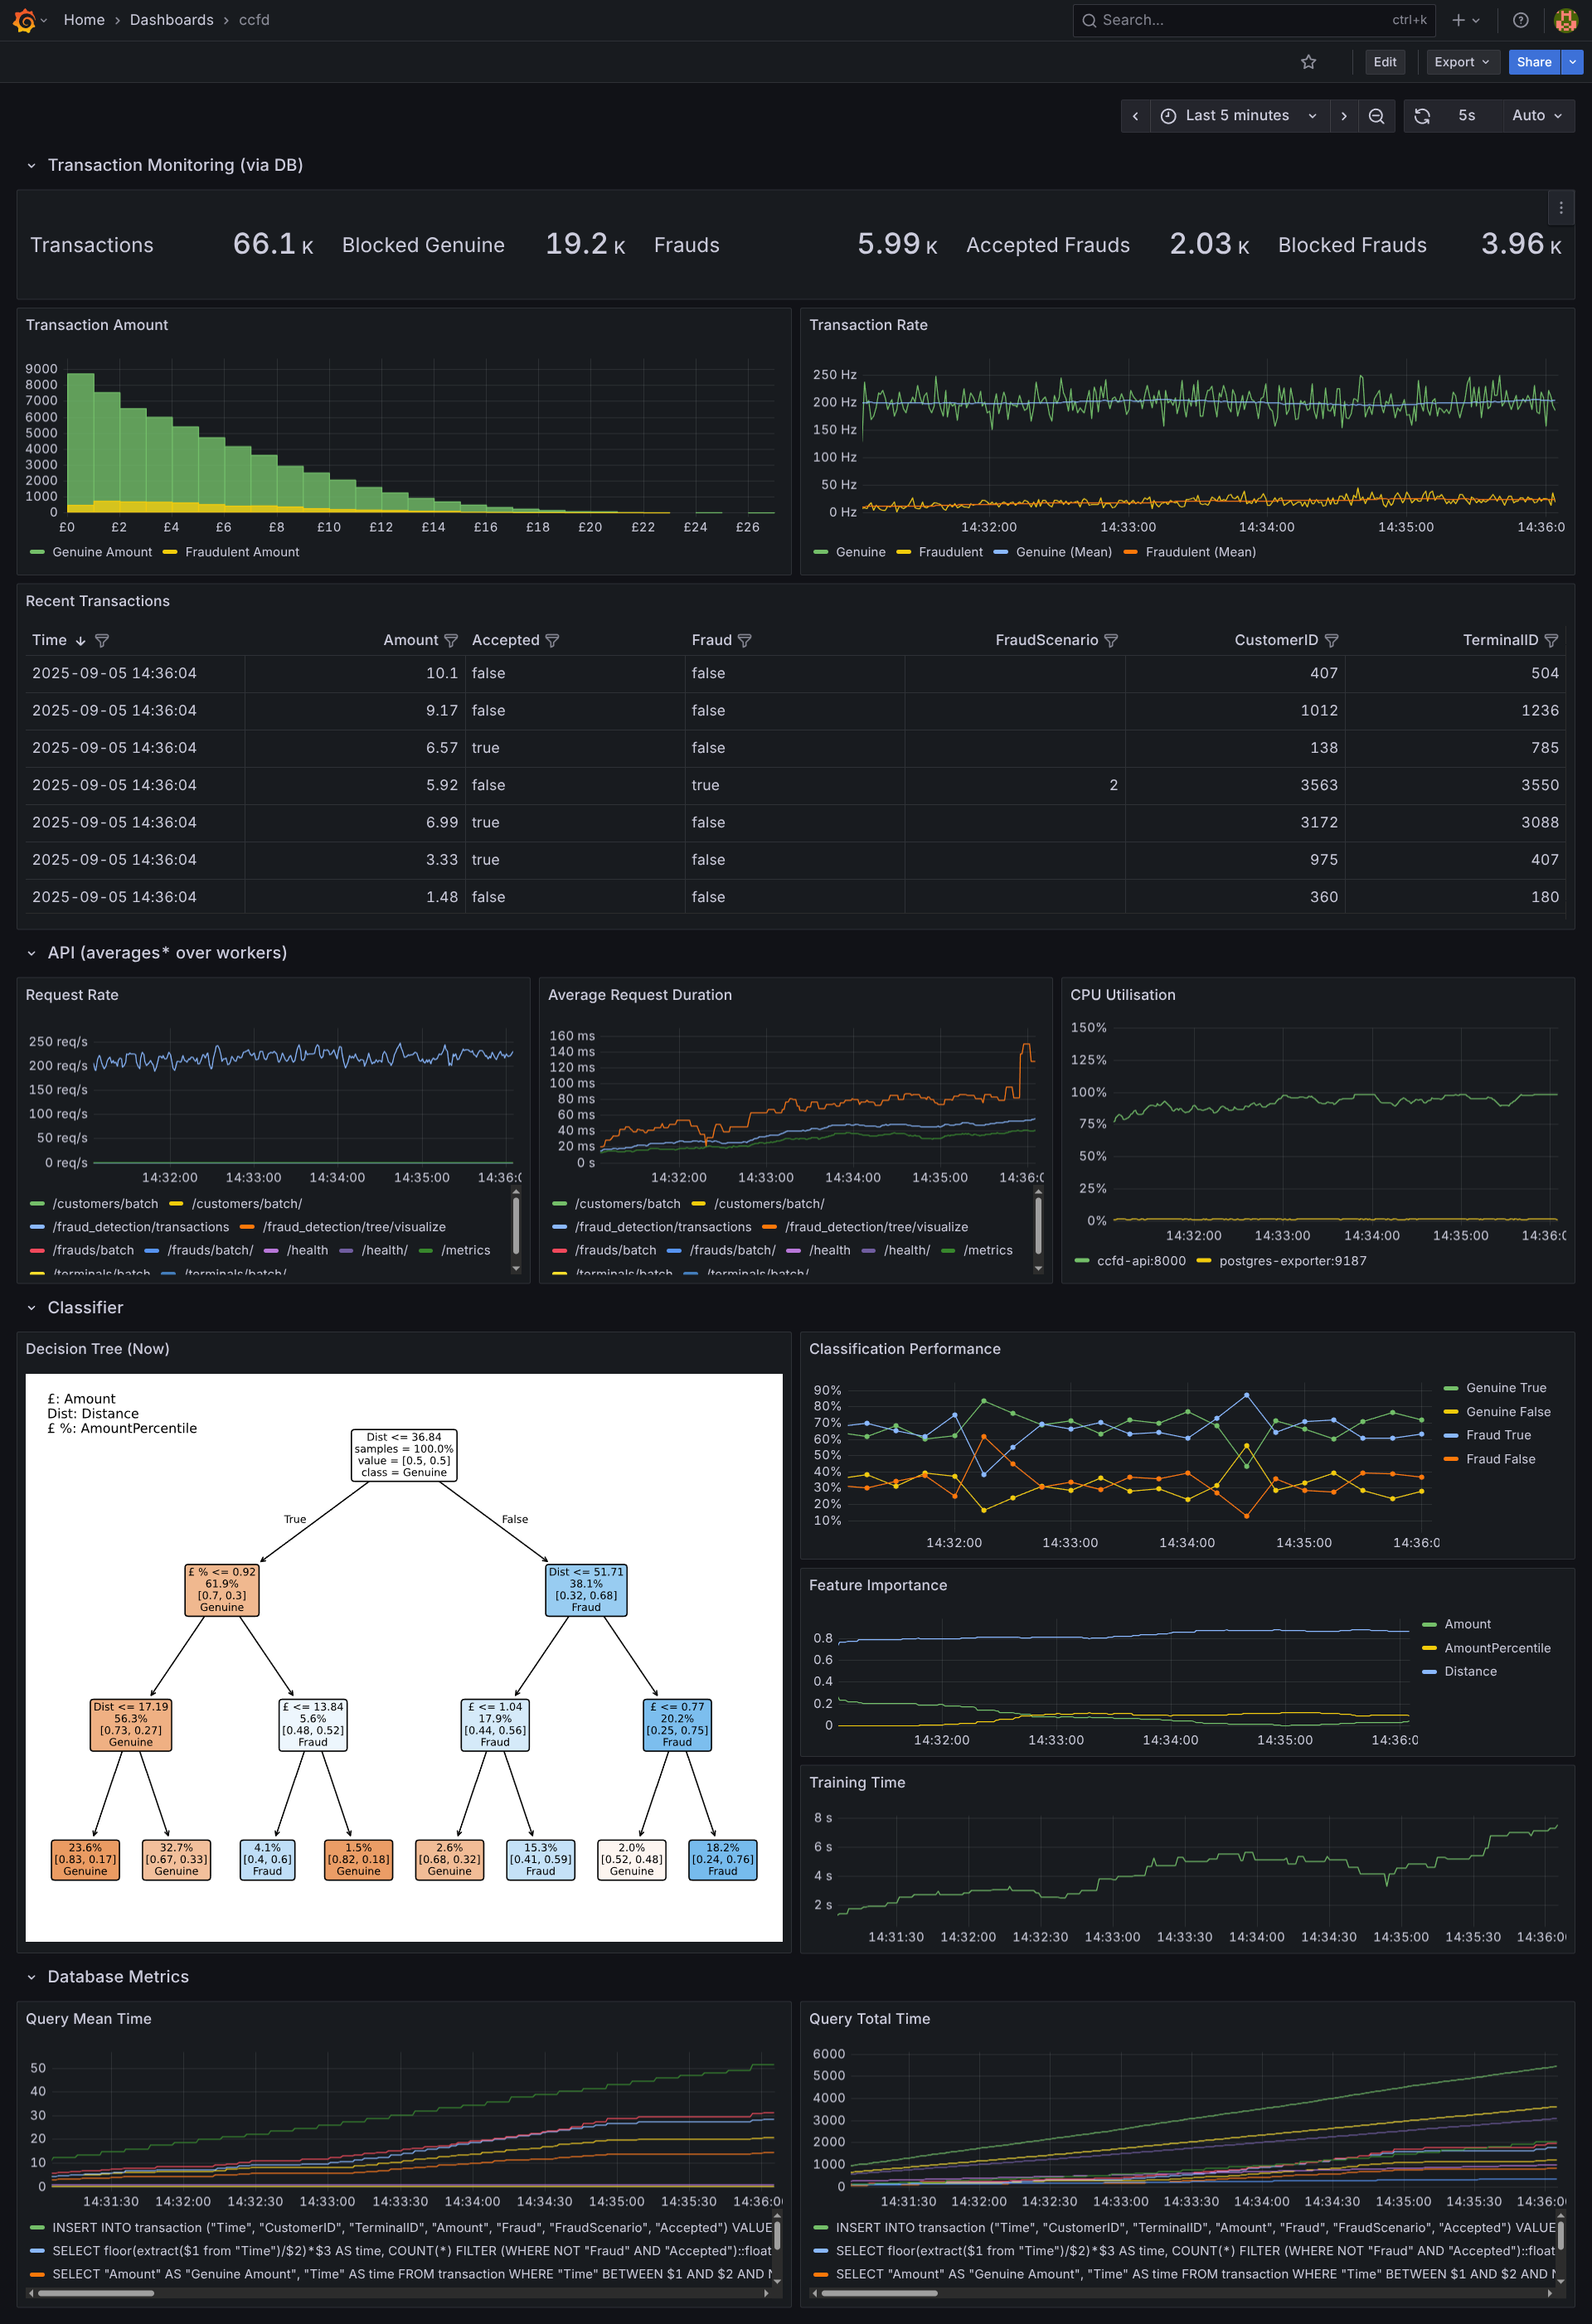 Home › Dashboards › ccfd
Search... ctrl+k
Edit Export Share
Last 5 minutes 5s Auto
Transaction Monitoring (via DB)
Transactions 66.1 K Blocked Genuine 19.2 K Frauds 5.99 K Accepted Frauds 2.03 K Blocked Frauds 3.96 K
Transaction Amount
9000
8000
7000
6000
5000
4000
3000
2000
1000
0
£0 £2 £4 £6 £8 £10 £12 £14 £16 £18 £20 £22 £24 £26
Genuine Amount Fraudulent Amount
Transaction Rate
250 Hz
200 Hz
150 Hz
100 Hz
50 Hz
0 Hz
14:32:00 14:33:00 14:34:00 14:35:00 14:36:0
Genuine Fraudulent Genuine (Mean) Fraudulent (Mean)
Recent Transactions
Time Amount Accepted Fraud FraudScenario CustomerID TerminalID
2025-09-05 14:36:04 10.1 false false 407 504
2025-09-05 14:36:04 9.17 false false 1012 1236
2025-09-05 14:36:04 6.57 true false 138 785
2025-09-05 14:36:04 5.92 false true 2 3563 3550
2025-09-05 14:36:04 6.99 true false 3172 3088
2025-09-05 14:36:04 3.33 true false 975 407
2025-09-05 14:36:04 1.48 false false 360 180
API (averages* over workers)
Request Rate
250 req/s
200 req/s
150 req/s
100 req/s
50 req/s
0 req/s
14:32:00 14:33:00 14:34:00 14:35:00 14:36:0
/customers/batch /customers/batch/
/fraud_detection/transactions /fraud_detection/tree/visualize
/frauds/batch /frauds/batch/ /health /health/ /metrics
/terminals/batch /terminals/batch/
Average Request Duration
160 ms
140 ms
120 ms
100 ms
80 ms
60 ms
40 ms
20 ms
0 s
14:32:00 14:33:00 14:34:00 14:35:00 14:36:0
/customers/batch /customers/batch/
/fraud_detection/transactions /fraud_detection/tree/visualize
/frauds/batch /frauds/batch/ /health /health/ /metrics
/terminals/batch /terminals/batch/
CPU Utilisation
150%
125%
100%
75%
50%
25%
0%
14:32:00 14:33:00 14:34:00 14:35:00 14:36:0
ccfd-api:8000 postgres-exporter:9187
Classifier
Decision Tree (Now)
£: Amount
Dist: Distance
£ %: AmountPercentile
Dist <= 36.84
samples = 100.0%
value = [0.5, 0.5]
class = Genuine
True False
£ % <= 0.92
61.9%
[0.7, 0.3]
Genuine
Dist <= 51.71
38.1%
[0.32, 0.68]
Fraud
Dist <= 17.19
56.3%
[0.73, 0.27]
Genuine
£ <= 13.84
5.6%
[0.48, 0.52]
Fraud
£ <= 1.04
17.9%
[0.44, 0.56]
Fraud
£ <= 0.77
20.2%
[0.25, 0.75]
Fraud
23.6%
[0.83, 0.17]
Genuine
32.7%
[0.67, 0.33]
Genuine
4.1%
[0.4, 0.6]
Fraud
1.5%
[0.82, 0.18]
Genuine
2.6%
[0.68, 0.32]
Genuine
15.3%
[0.41, 0.59]
Fraud
2.0%
[0.52, 0.48]
Genuine
18.2%
[0.24, 0.76]
Fraud
Classification Performance
90%
80%
70%
60%
50%
40%
30%
20%
10%
14:32:00 14:33:00 14:34:00 14:35:00 14:36:0
Genuine True
Genuine False
Fraud True
Fraud False
Feature Importance
0.8
0.6
0.4
0.2
0
14:32:00 14:33:00 14:34:00 14:35:00 14:36:0
Amount
AmountPercentile
Distance
Training Time
8 s
6 s
4 s
2 s
14:31:30 14:32:00 14:32:30 14:33:00 14:33:30 14:34:00 14:34:30 14:35:00 14:35:30 14:36:0
Database Metrics
Query Mean Time
50
40
30
20
10
0
14:31:30 14:32:00 14:32:30 14:33:00 14:33:30 14:34:00 14:34:30 14:35:00 14:35:30 14:36:0
INSERT INTO transaction ("Time", "CustomerID", "TerminalID", "Amount", "Fraud", "FraudScenario", "Accepted") VALUE
SELECT floor(extract($1 from "Time")/$2)*$3 AS time, COUNT(*) FILTER (WHERE NOT "Fraud" AND "Accepted")::float
SELECT "Amount" AS "Genuine Amount", "Time" AS time FROM transaction WHERE "Time" BETWEEN $1 AND $2 AND N
Query Total Time
6000
5000
4000
3000
2000
1000
0
14:31:30 14:32:00 14:32:30 14:33:00 14:33:30 14:34:00 14:34:30 14:35:00 14:35:30 14:36:0
INSERT INTO transaction ("Time", "CustomerID", "TerminalID", "Amount", "Fraud", "FraudScenario", "Accepted") VALUE
SELECT floor(extract($1 from "Time")/$2)*$3 AS time, COUNT(*) FILTER (WHERE NOT "Fraud" AND "Accepted")::float
SELECT "Amount" AS "Genuine Amount", "Time" AS time FROM transaction WHERE "Time" BETWEEN $1 AND $2 AND N